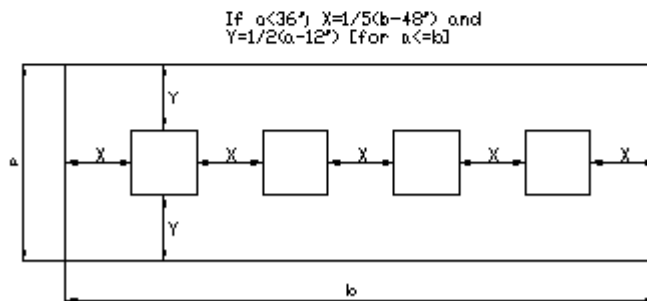 If a<36"; X=1/5(b-48") and
Y=1/2(a-12") [for a<=b]
Y
X X X X X
Y
a
b